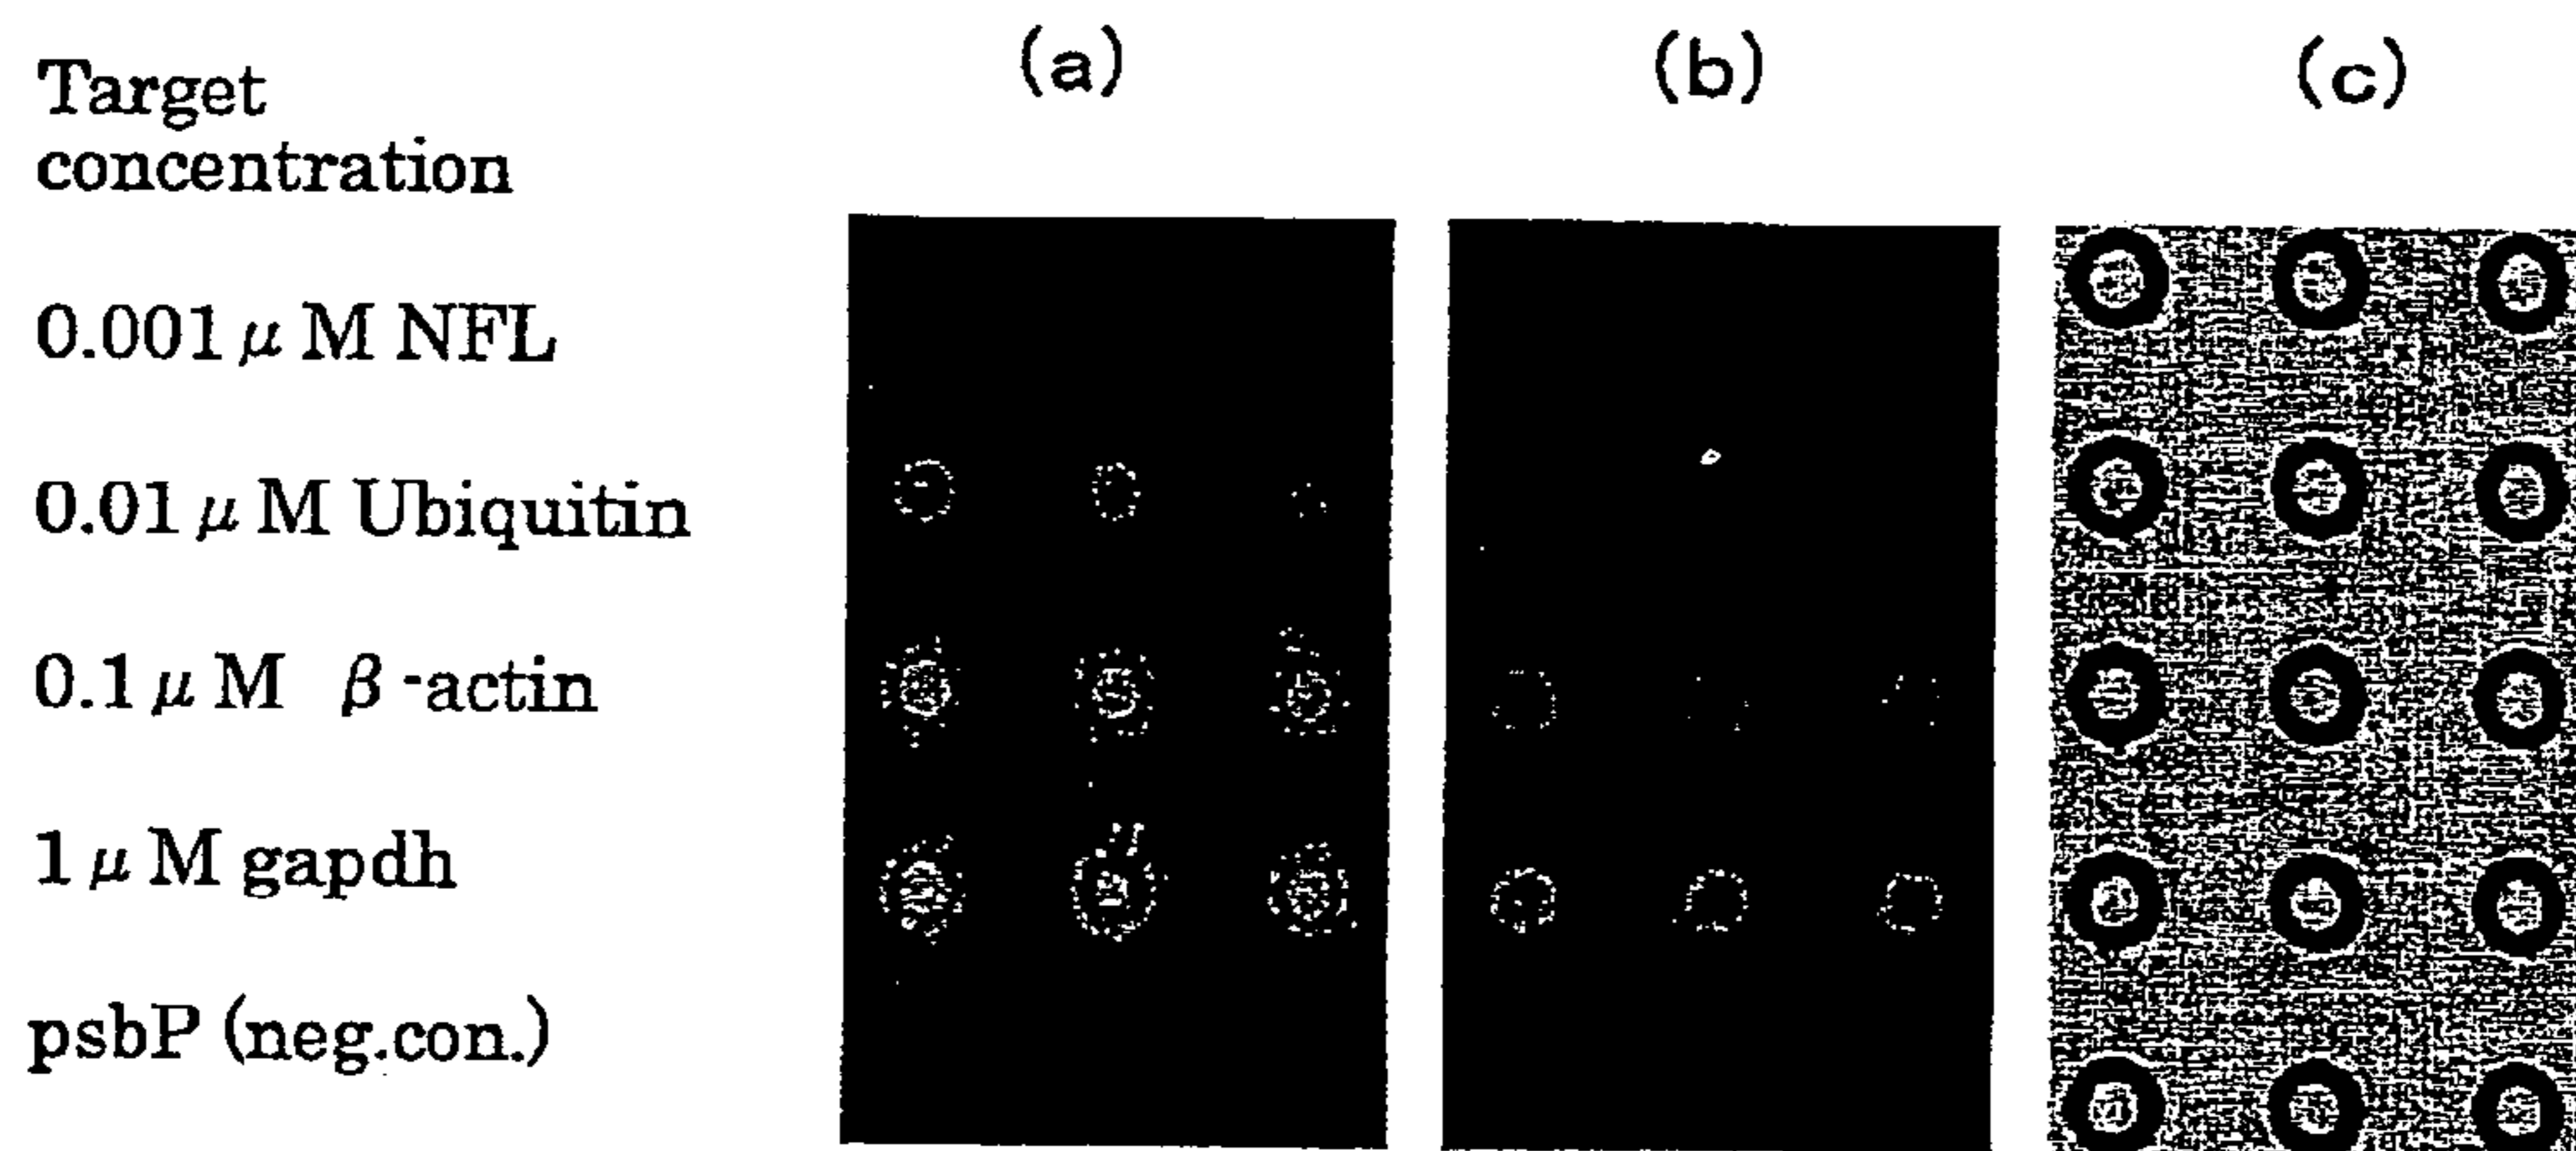 Target
concentration
(a) (b) (c)
0.001 μ M NFL
0.01 μ M Ubiquitin
0.1 μ M β -actin
1 μ M gapdh
psbP (neg.con.)